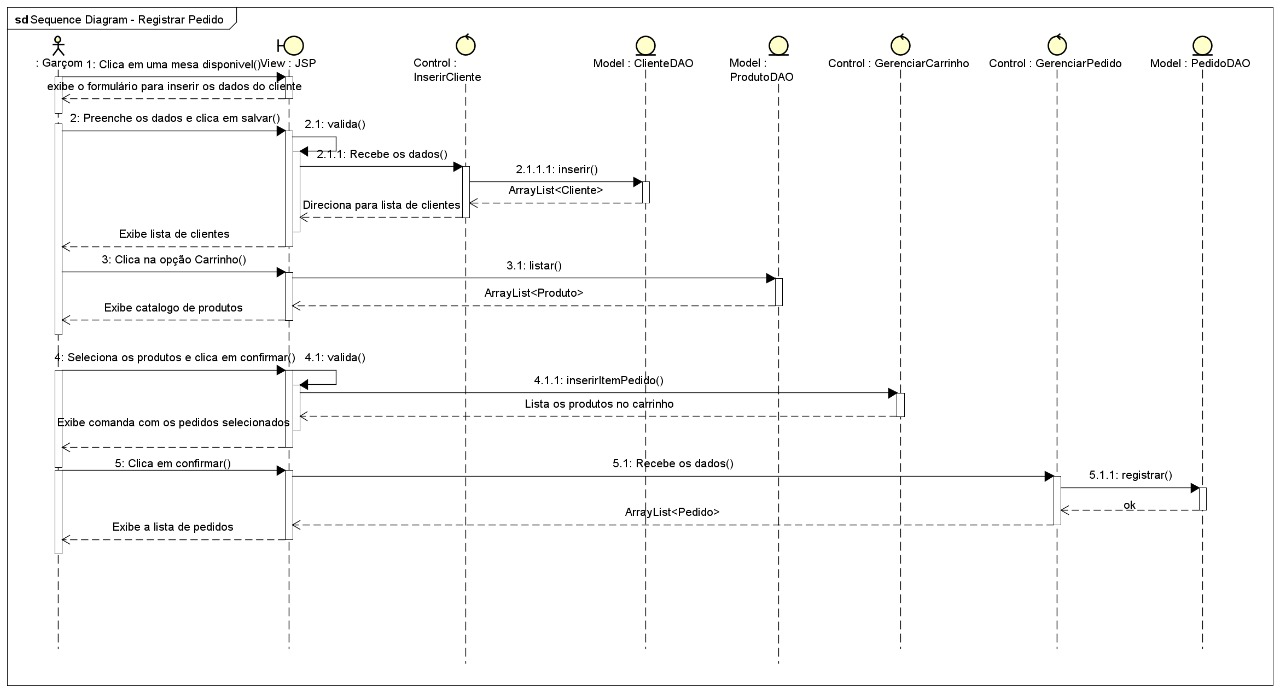 sd Sequence Diagram - Registrar Pedido
: Garçom
View : JSP
Control :
InserirCliente
Model : ClienteDAO
Model :
ProdutoDAO
Control : GerenciarCarrinho
Control : GerenciarPedido
Model : PedidoDAO
1: Clica em uma mesa disponivel()
exibe o formulário para inserir os dados do cliente
2: Preenche os dados e clica em salvar()
2.1: valida()
2.1.1: Recebe os dados()
2.1.1.1: inserir()
ArrayList<Cliente>
Direciona para lista de clientes
Exibe lista de clientes
3: Clica na opção Carrinho()
3.1: listar()
ArrayList<Produto>
Exibe catalogo de produtos
4: Seleciona os produtos e clica em confirmar()
4.1: valida()
4.1.1: inserirItemPedido()
Lista os produtos no carrinho
Exibe comanda com os pedidos selecionados
5: Clica em confirmar()
5.1: Recebe os dados()
5.1.1: registrar()
ok
ArrayList<Pedido>
Exibe a lista de pedidos